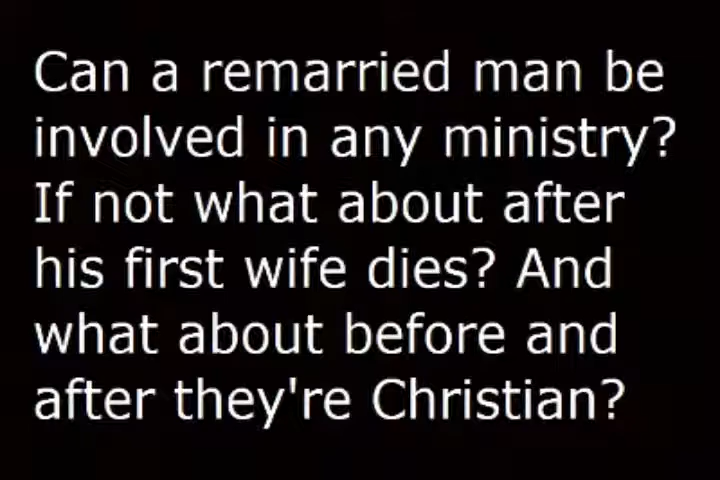 Can a remarried man be
involved in any ministry?
If not what about after
his first wife dies? And
what about before and
after they're Christian?